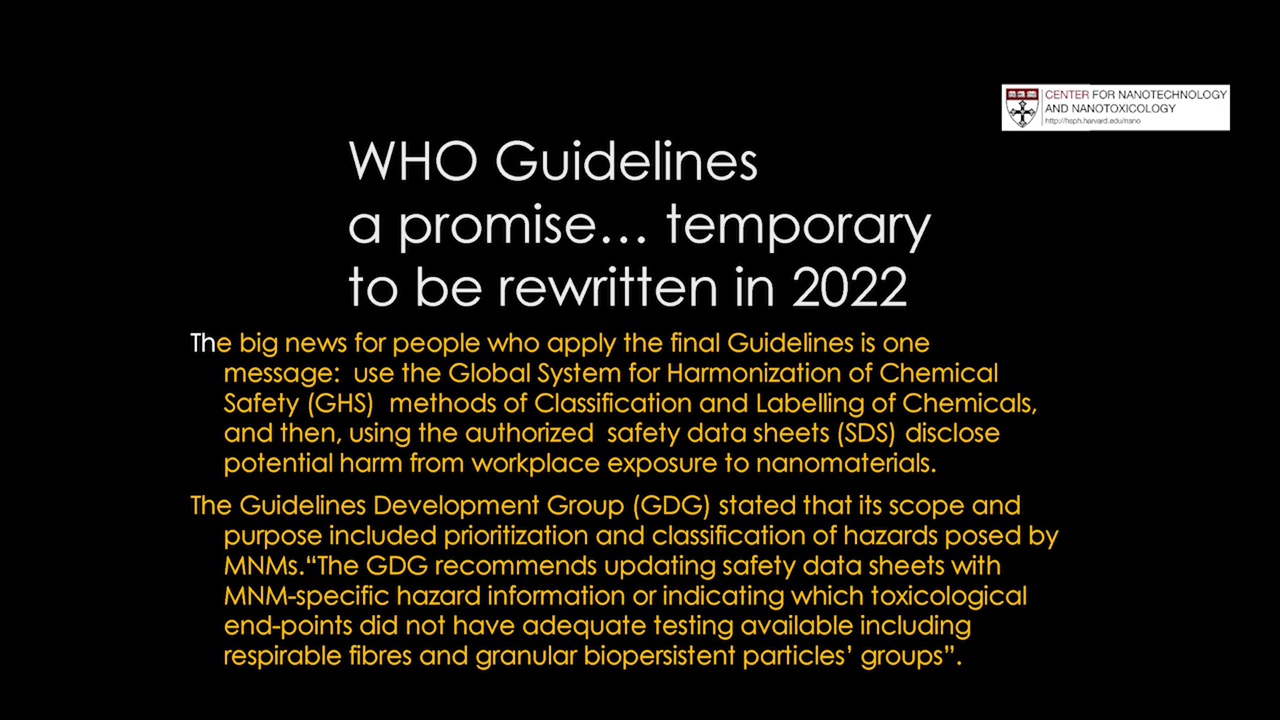 CENTER FOR NANOTECHNOLOGY
AND NANOTOXICOLOGY
http://hsph.harvard.edu/nano
WHO Guidelines
a promise… temporary
to be rewritten in 2022
The big news for people who apply the final Guidelines is one
message:  use the Global System for Harmonization of Chemical
Safety (GHS)  methods of Classification and Labelling of Chemicals,
and then, using the authorized  safety data sheets (SDS) disclose
potential harm from workplace exposure to nanomaterials.
The Guidelines Development Group (GDG) stated that its scope and
purpose included prioritization and classification of hazards posed by
MNMs.“The GDG recommends updating safety data sheets with
MNM-specific hazard information or indicating which toxicological
end-points did not have adequate testing available including
respirable fibres and granular biopersistent particles’ groups”.